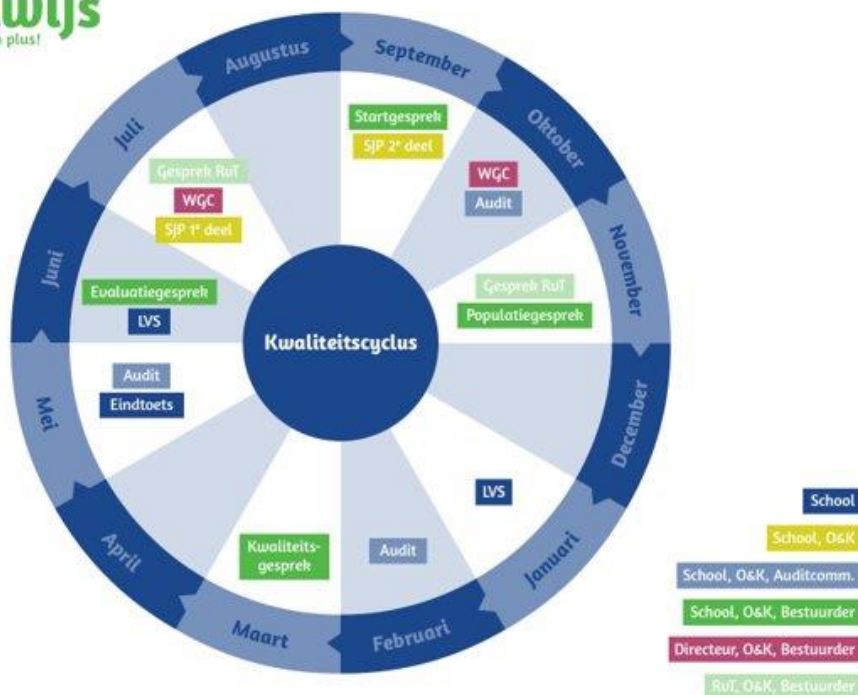 plus!
Augustus
September
Oktober
November
December
Januari
Februari
Maart
April
Mei
Juni
Juli
Startgesprek
SJP 2e deel
WGC
Audit
Gesprek RuT
Populatiegesprek
LVS
Audit
Kwaliteits-
gesprek
Audit
Eindtoets
Evaluatiegesprek
LVS
Gesprek RuT
WGC
SJP 1e deel
Kwaliteitscyclus
School
School, O&K
School, O&K, Auditcomm.
School, O&K, Bestuurder
Directeur, O&K, Bestuurder
RuT, O&K, Bestuurder